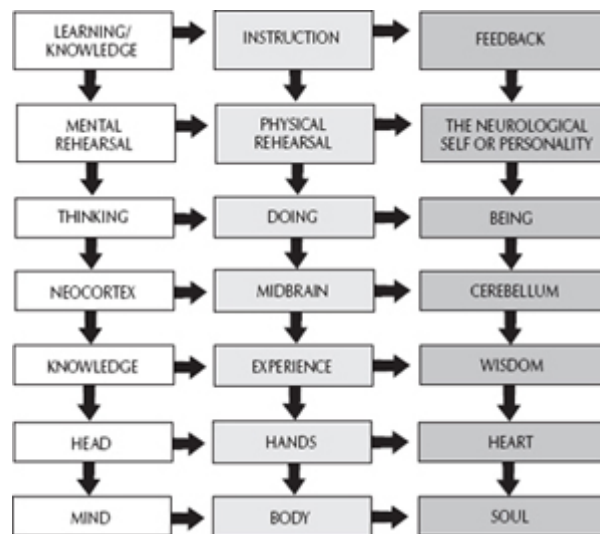 LEARNING/
KNOWLEDGE
INSTRUCTION
FEEDBACK
MENTAL
REHEARSAL
PHYSICAL
REHEARSAL
THE NEUROLOGICAL
SELF OR PERSONALITY
THINKING
DOING
BEING
NEOCORTEX
MIDBRAIN
CEREBELLUM
KNOWLEDGE
EXPERIENCE
WISDOM
HEAD
HANDS
HEART
MIND
BODY
SOUL